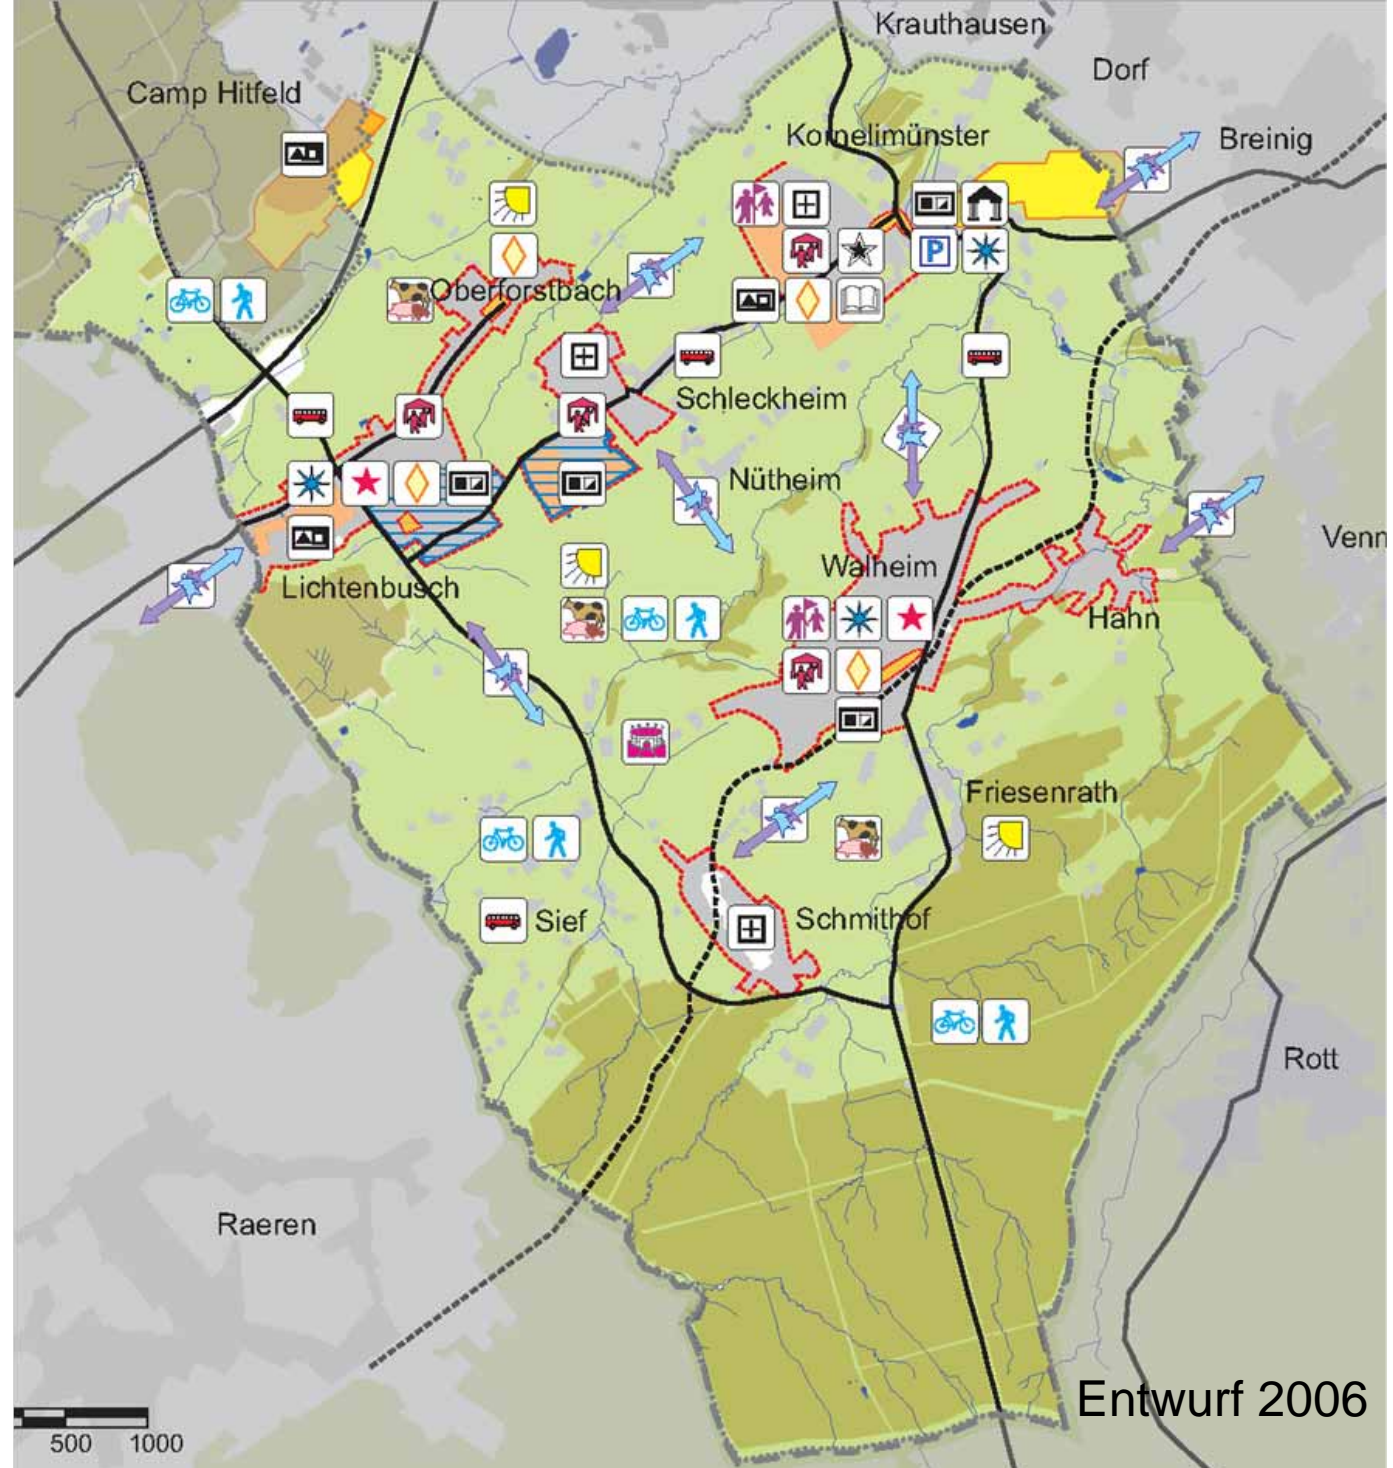 Krauthausen
Dorf
Camp Hitfeld
Kornelimünster
Breinig
P
Oberforstbach
Schleckheim
Nütheim
Venn
Walheim
Lichtenbusch
Hahn
Friesenrath
Sief
Schmithof
Rott
Raeren
Entwurf 2006
500 1000